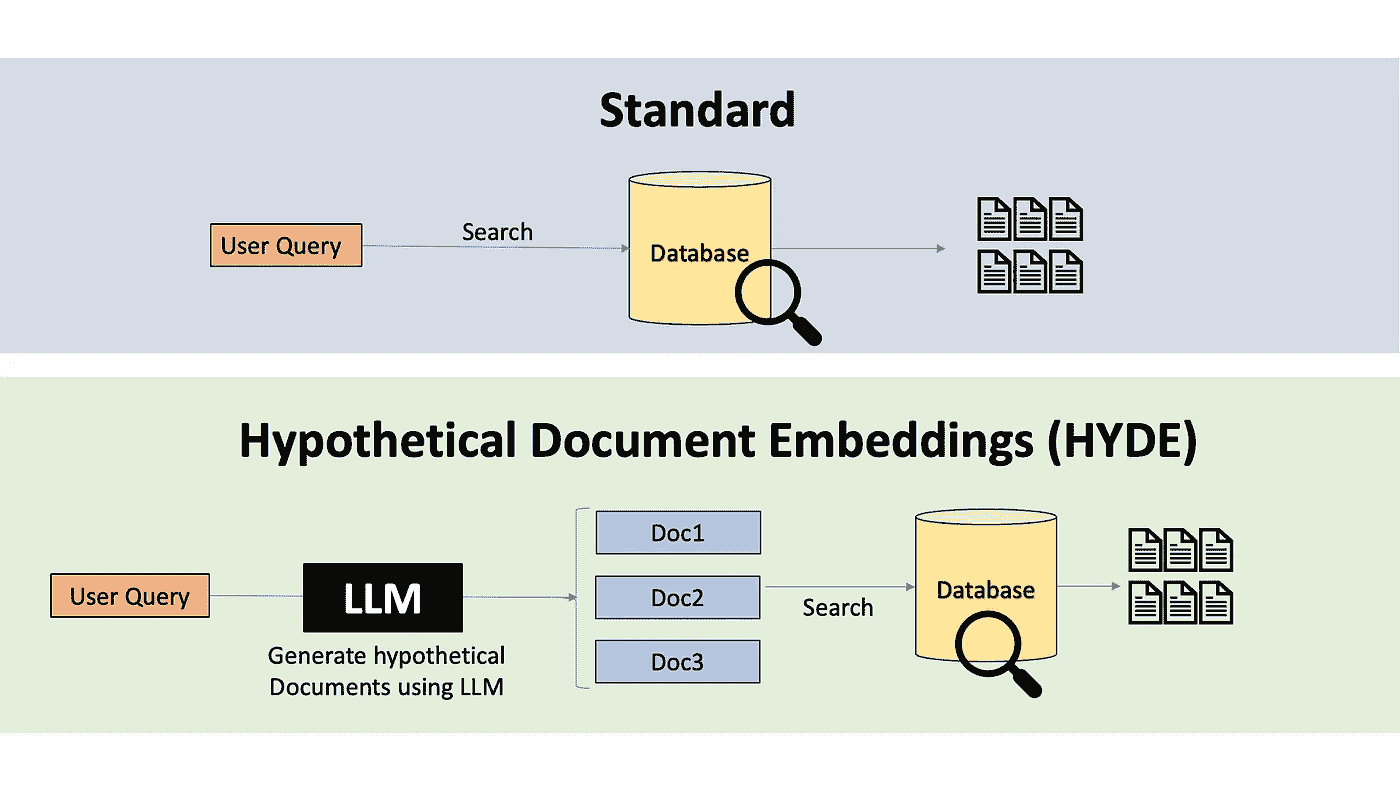 Standard
User Query
Search
Database
Hypothetical Document Embeddings (HYDE)
User Query
LLM
Generate hypothetical
Documents using LLM
Doc1
Doc2
Doc3
Search
Database